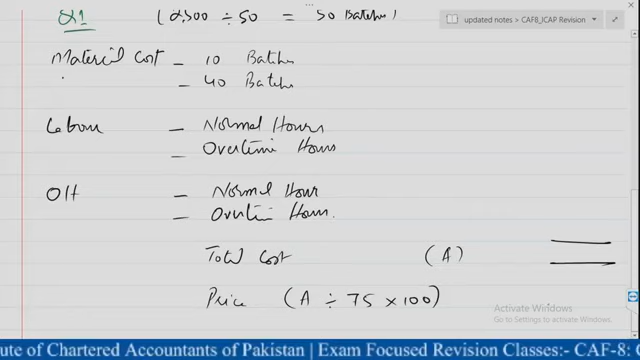 Q1 (2,500 ÷ 50 = 50 Batches)
updated notes > CAF8_ICAP Revision
Material Cost - 10 Batches
- 40 Batches
Labour - Normal Hours
- Overtime Hours
OH - Normal Hour
- Overtime Hours.
Total Cost (A)
Price (A ÷ 75 × 100)
Activate Windows
Go to Settings to activate Windows.
ute of Chartered Accountants of Pakistan | Exam Focused Revision Classes:- CAF-8: C